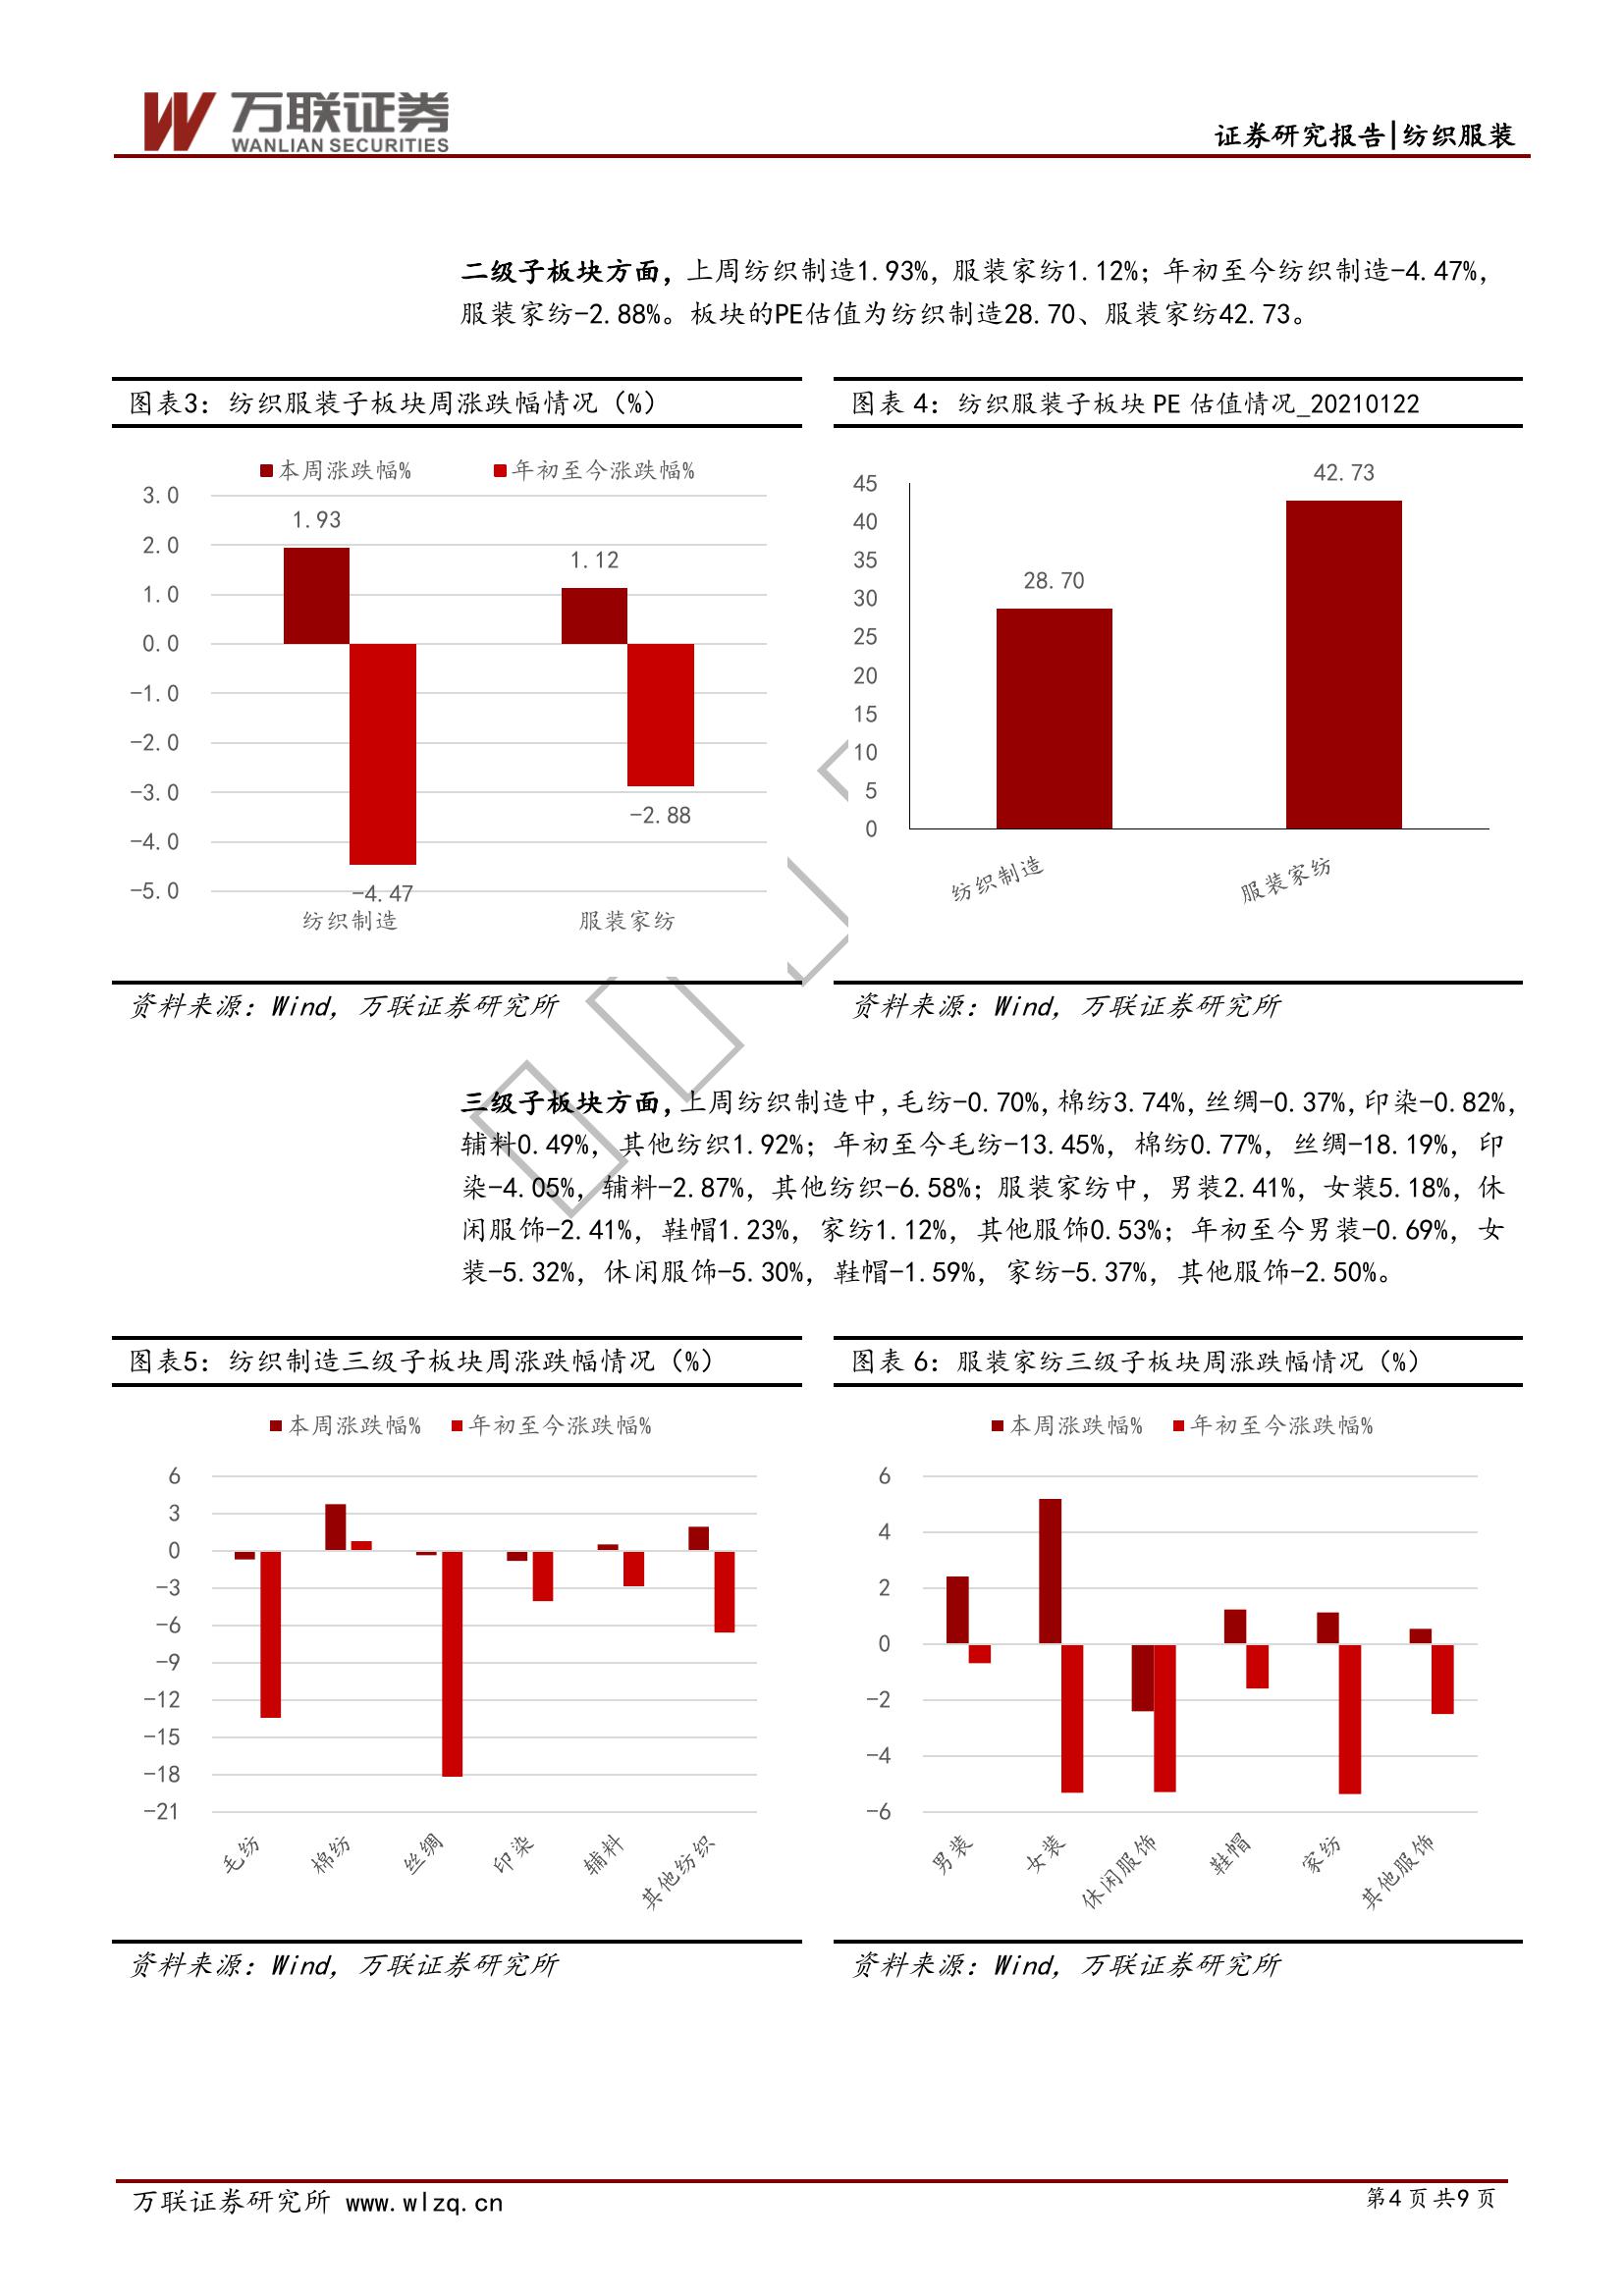 万联证券
WANLIAN SECURITIES
证券研究报告|纺织服装
二级子板块方面，上周纺织制造1.93%，服装家纺1.12%；年初至今纺织制造-4.47%，
服装家纺-2.88%。板块的PE估值为纺织制造28.70、服装家纺42.73。
图表3：纺织服装子板块周涨跌幅情况（%）
本周涨跌幅% 年初至今涨跌幅%
3.0
2.0
1.0
0.0
-1.0
-2.0
-3.0
-4.0
-5.0
1.93
1.12
-4.47
-2.88
纺织制造 服装家纺
资料来源：Wind，万联证券研究所
图表 4：纺织服装子板块 PE 估值情况_20210122
45
40
35
30
25
20
15
10
5
0
28.70
42.73
纺织制造 服装家纺
资料来源：Wind，万联证券研究所
三级子板块方面，上周纺织制造中，毛纺-0.70%，棉纺3.74%，丝绸-0.37%，印染-0.82%，
辅料0.49%，其他纺织1.92%；年初至今毛纺-13.45%，棉纺0.77%，丝绸-18.19%，印
染-4.05%，辅料-2.87%，其他纺织-6.58%；服装家纺中，男装2.41%，女装5.18%，休
闲服饰-2.41%，鞋帽1.23%，家纺1.12%，其他服饰0.53%；年初至今男装-0.69%，女
装-5.32%，休闲服饰-5.30%，鞋帽-1.59%，家纺-5.37%，其他服饰-2.50%。
图表5：纺织制造三级子板块周涨跌幅情况（%）
本周涨跌幅% 年初至今涨跌幅%
6
3
0
-3
-6
-9
-12
-15
-18
-21
毛纺 棉纺 丝绸 印染 辅料 其他纺织
资料来源：Wind，万联证券研究所
图表 6：服装家纺三级子板块周涨跌幅情况（%）
本周涨跌幅% 年初至今涨跌幅%
6
4
2
0
-2
-4
-6
男装 女装 休闲服饰 鞋帽 家纺 其他服饰
资料来源：Wind，万联证券研究所
万联证券研究所 www.wlzq.cn
第4页共9页